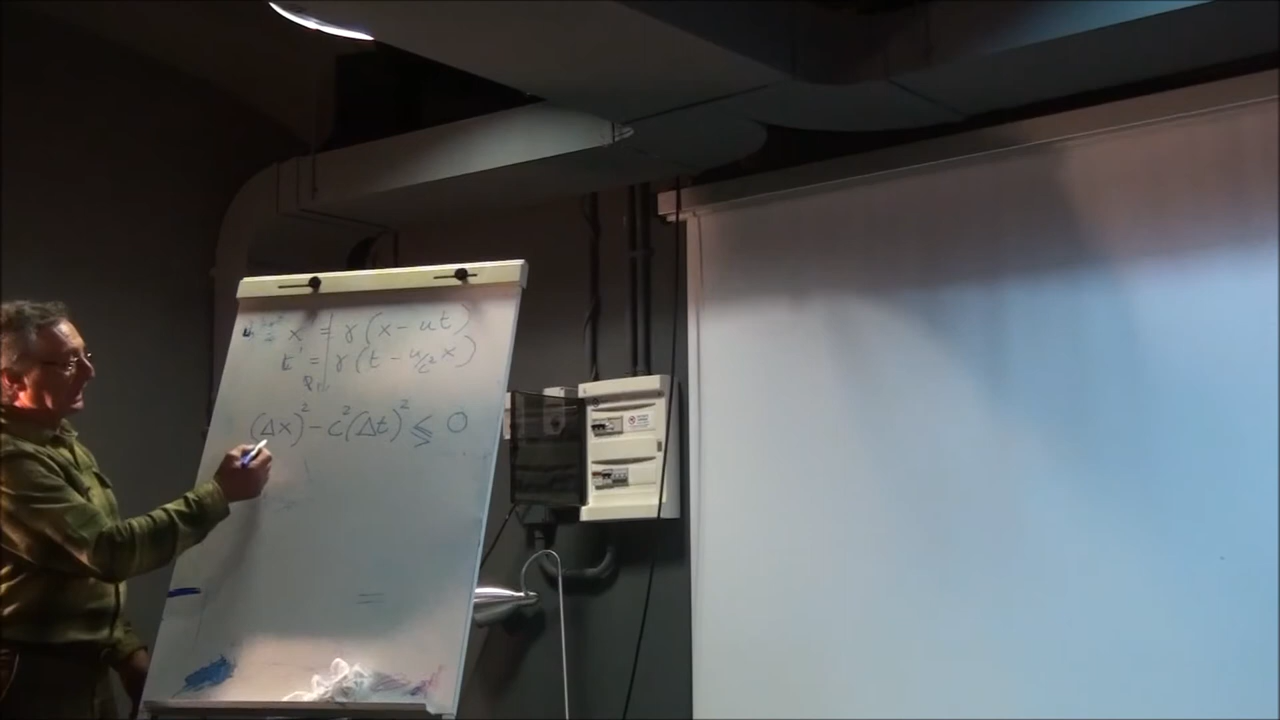 x' = γ(x - ut)
t' = γ(t - u/c² x)
(Δx)² - c²(Δt)² ≤ 0